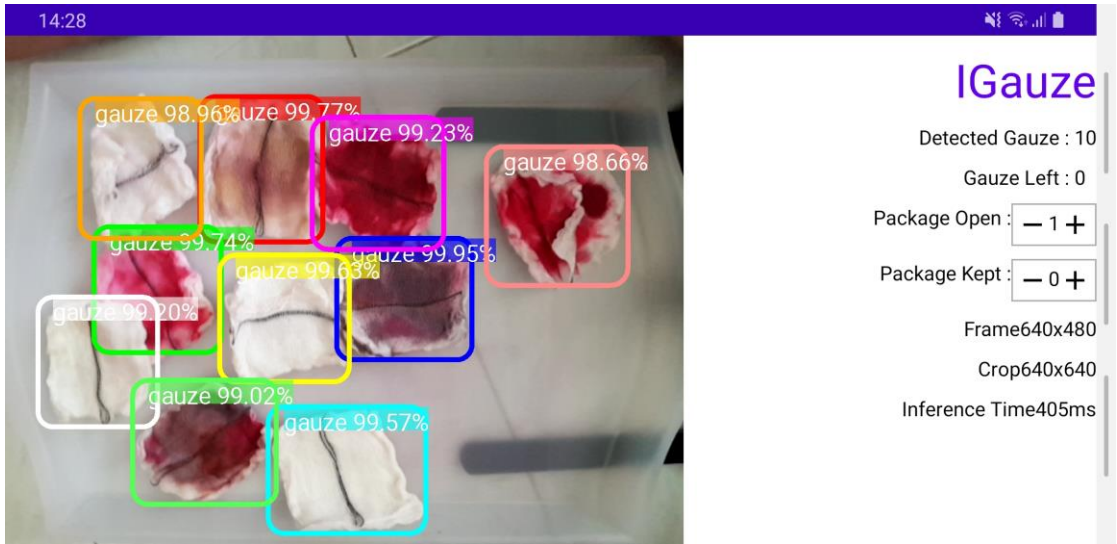 14:28
gauze 98.96%
gauze 99.77%
gauze 99.23%
gauze 98.66%
gauze 99.74%
gauze 99.63%
gauze 99.95%
gauze 99.20%
gauze 99.02%
gauze 99.57%
IGauze
Detected Gauze : 10
Gauze Left : 0
Package Open : − 1 +
Package Kept : − 0 +
Frame640x480
Crop640x640
Inference Time405ms